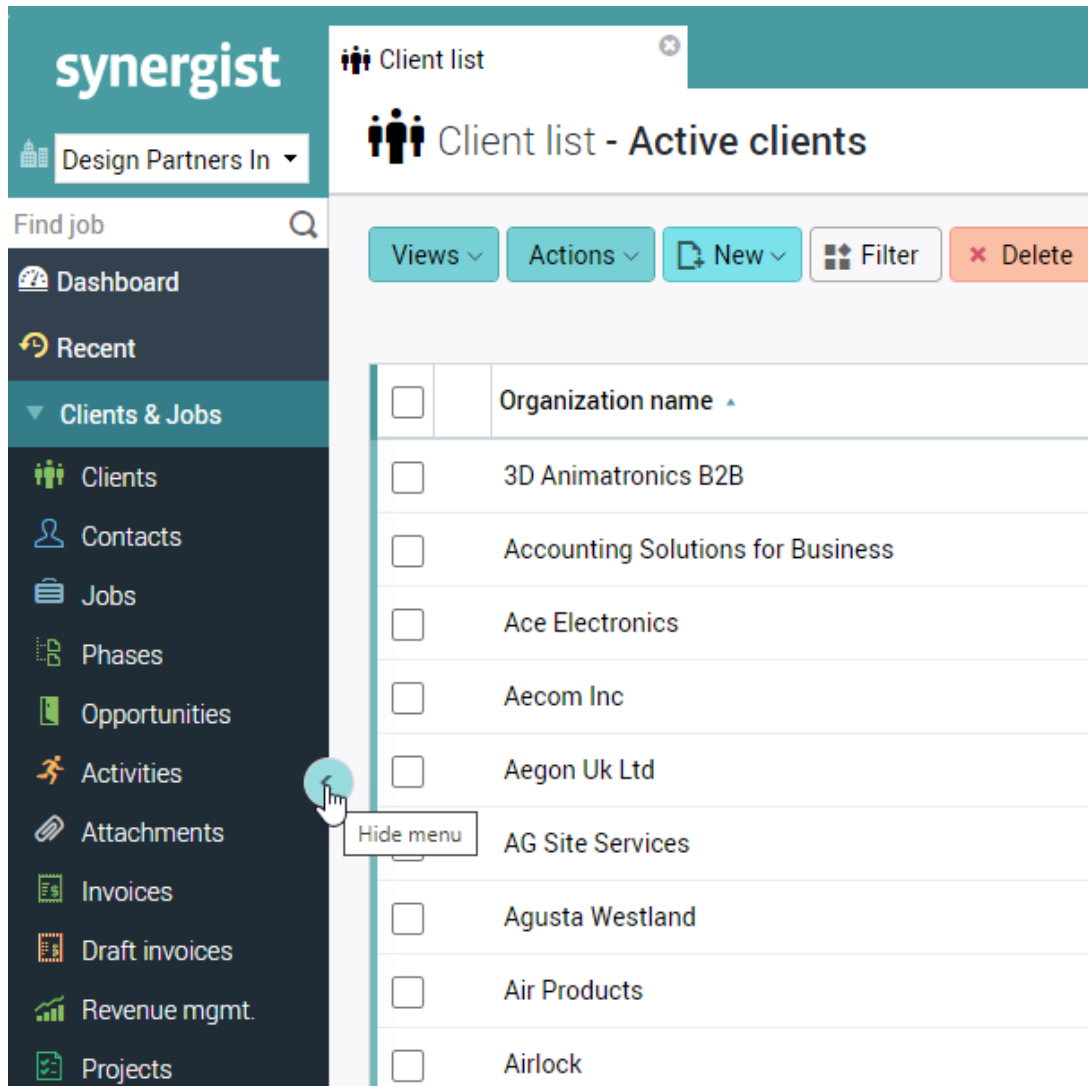 synergist
Design Partners In
Find job
Dashboard
Recent
Clients & Jobs
Clients
Contacts
Jobs
Phases
Opportunities
Activities
Attachments
Invoices
Draft invoices
Revenue mgmt.
Projects
Hide menu
Client list
Client list - Active clients
Views
Actions
New
Filter
Delete
Organization name
3D Animatronics B2B
Accounting Solutions for Business
Ace Electronics
Aecom Inc
Aegon Uk Ltd
AG Site Services
Agusta Westland
Air Products
Airlock